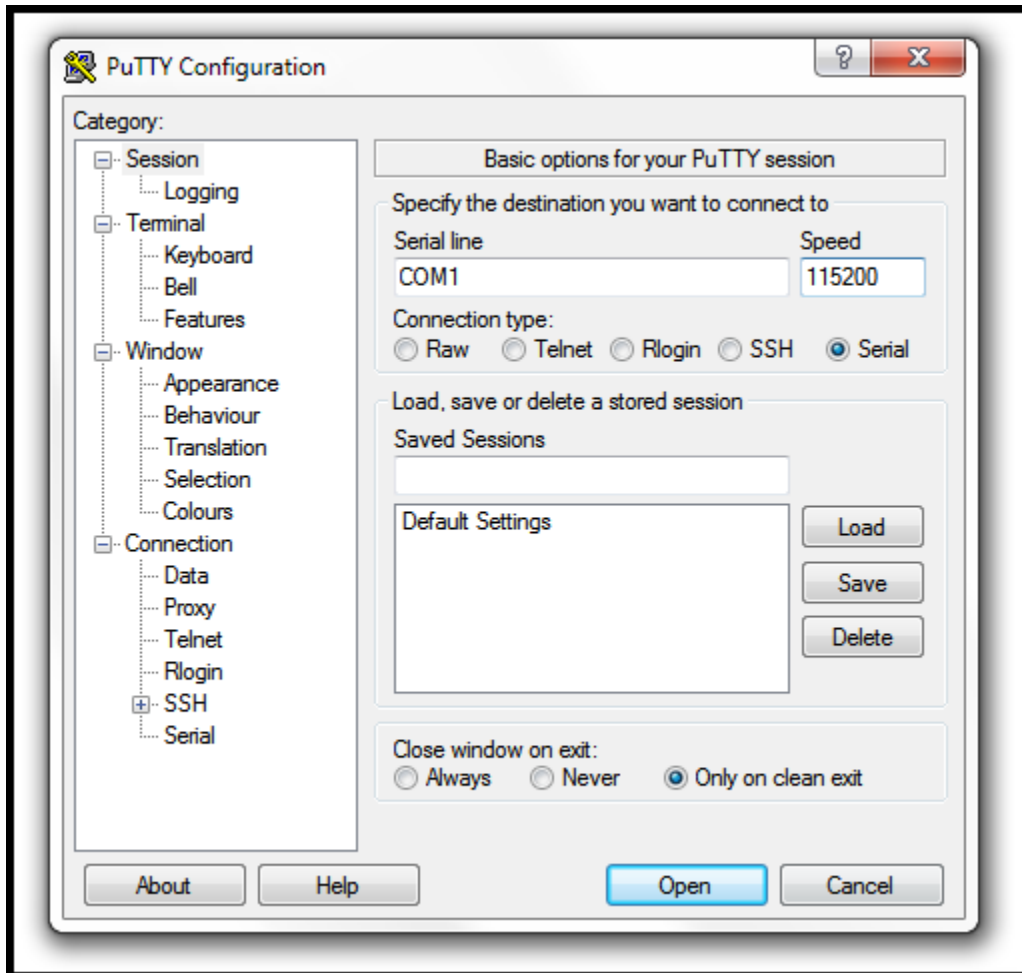 PuTTY Configuration
?
X
Category:
Session
Logging
Terminal
Keyboard
Bell
Features
Window
Appearance
Behaviour
Translation
Selection
Colours
Connection
Data
Proxy
Telnet
Rlogin
SSH
Serial
Basic options for your PuTTY session
Specify the destination you want to connect to
Serial line Speed
COM1 115200
Connection type:
Raw Telnet Rlogin SSH Serial
Load, save or delete a stored session
Saved Sessions
Default Settings
Load
Save
Delete
Close window on exit:
Always Never Only on clean exit
About Help Open Cancel